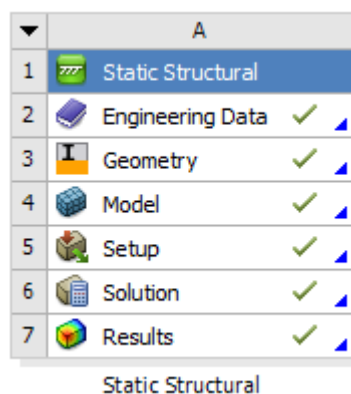 A
1 Static Structural
2 Engineering Data
3 Geometry
4 Model
5 Setup
6 Solution
7 Results
Static Structural